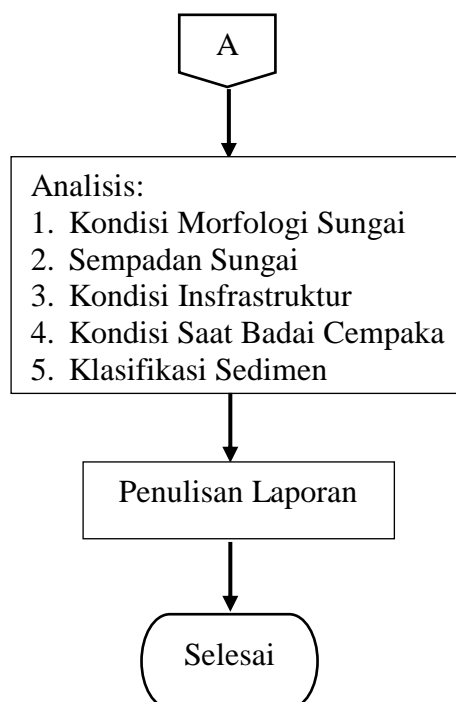 A
Analisis:
1. Kondisi Morfologi Sungai
2. Sempadan Sungai
3. Kondisi Insfrastruktur
4. Kondisi Saat Badai Cempaka
5. Klasifikasi Sedimen
Penulisan Laporan
Selesai